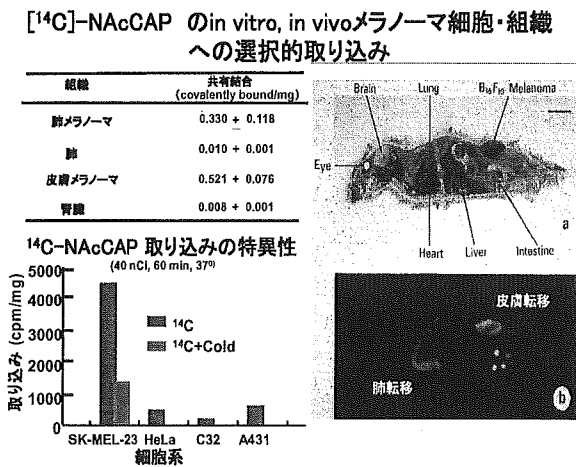 [¹⁴C]-NAcCAP のin vitro, in vivoメラノーマ細胞・組織
への選択的取り込み
組織 共有結合
(covalently bound/mg)
肺メラノーマ 0.330 + 0.118
肺 0.010 + 0.001
皮膚メラノーマ 0.521 + 0.076
腎臓 0.008 + 0.001
Brain Lung B₁₆F₁₀ Melanoma
Eye
a
Heart Liver Intestine
¹⁴C-NAcCAP 取り込みの特異性
(40 nCl, 60 min, 37⁰)
取り込み (cpm/mg)
5000
4000
3000
2000
1000
0
¹⁴C
¹⁴C+Cold
SK-MEL-23 HeLa C32 A431
細胞系
皮膚転移
肺転移
b